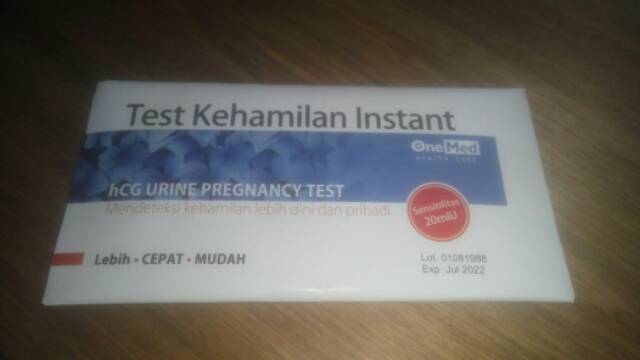 Test Kehamilan Instant
OneMed
HEALTH CARE
hCG URINE PREGNANCY TEST
Mendeteksi kehamilan lebih dini dan pribadi
Sensitifitas
20mIU
Lebih • CEPAT • MUDAH
Lot. 01081986
Exp. Jul 2022